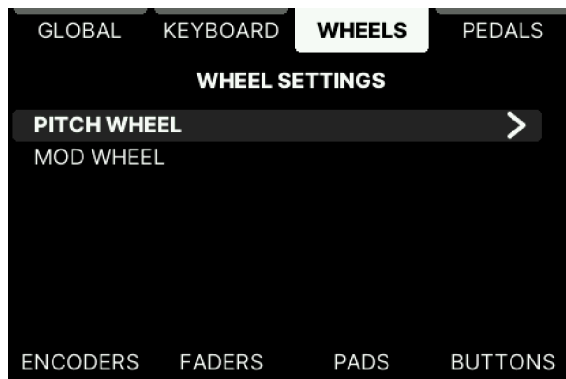 GLOBAL KEYBOARD WHEELS PEDALS
WHEEL SETTINGS
PITCH WHEEL
MOD WHEEL
ENCODERS FADERS PADS BUTTONS